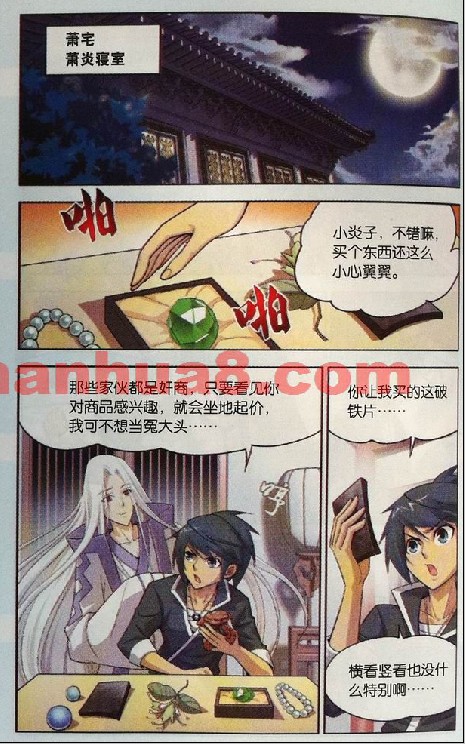 萧宅
萧炎寝室
啪
啪
小炎子，不错嘛，
买个东西还这么
小心翼翼。
manhua8.com
那些家伙都是奸商，只要看见你
对商品感兴趣，就会坐地起价，
我可不想当冤大头……
哼
你让我买的这破
铁片……
横看竖看也没什
么特别啊……